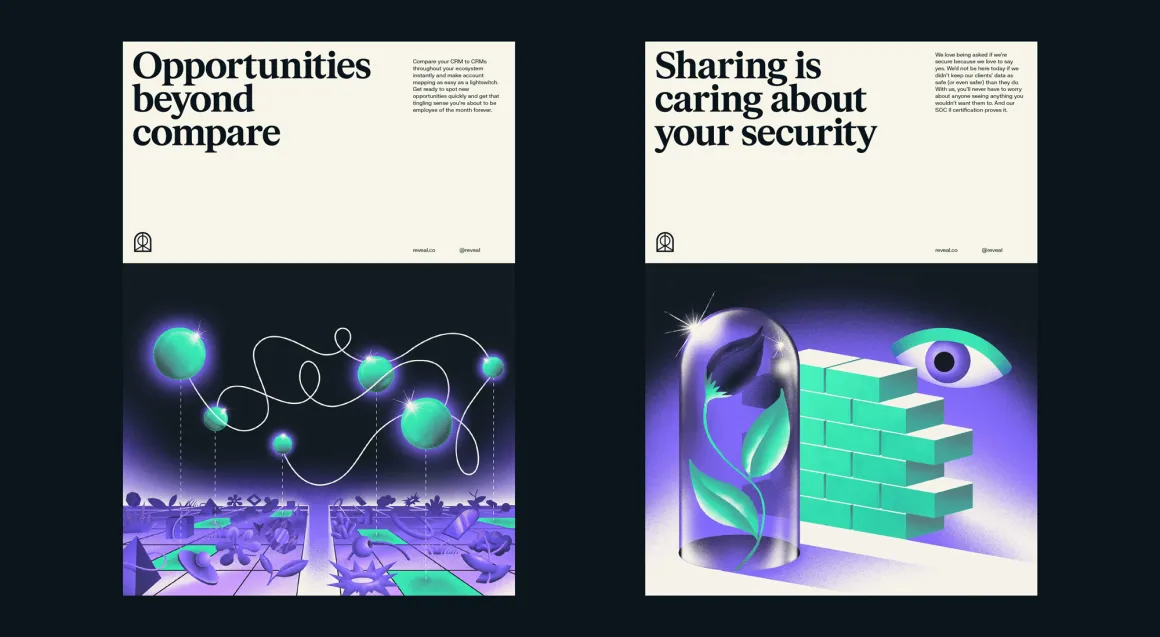 Opportunities
beyond
compare
Compare your CRM to CRMs
throughout your ecosystem
instantly and make account
mapping as easy as a lightswitch.
Get ready to spot new
opportunities quickly and get that
tingling sense you're about to be
employee of the month forever.
reveal.co
@reveal
Sharing is
caring about
your security
We love being asked if we're
secure because we love to say
yes. We'd not be here today if we
didn't keep our clients' data as
safe (or even safer) than they do.
With us, you'll never have to worry
about anyone seeing anything you
wouldn't want them to. And our
SOC II certification proves it.
reveal.co
@reveal